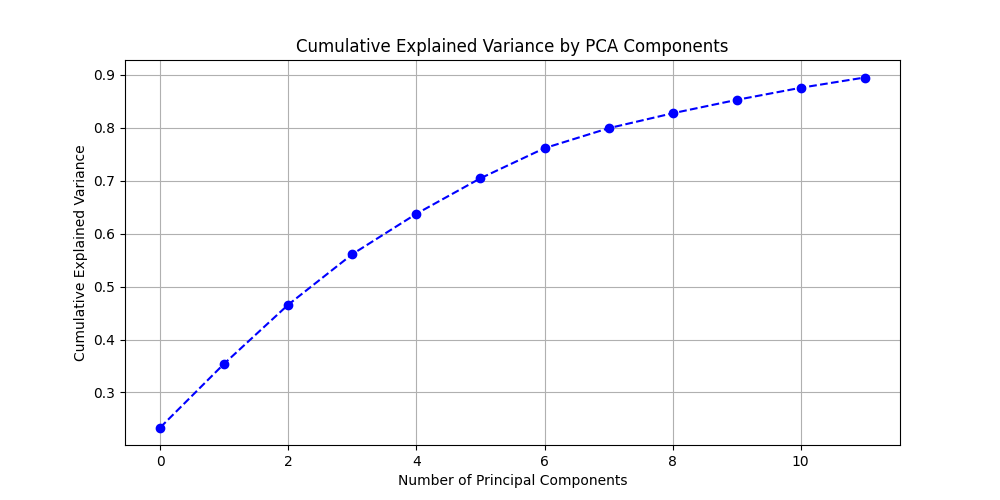 Cumulative Explained Variance by PCA Components
Cumulative Explained Variance
0.9
0.8
0.7
0.6
0.5
0.4
0.3
0 2 4 6 8 10
Number of Principal Components